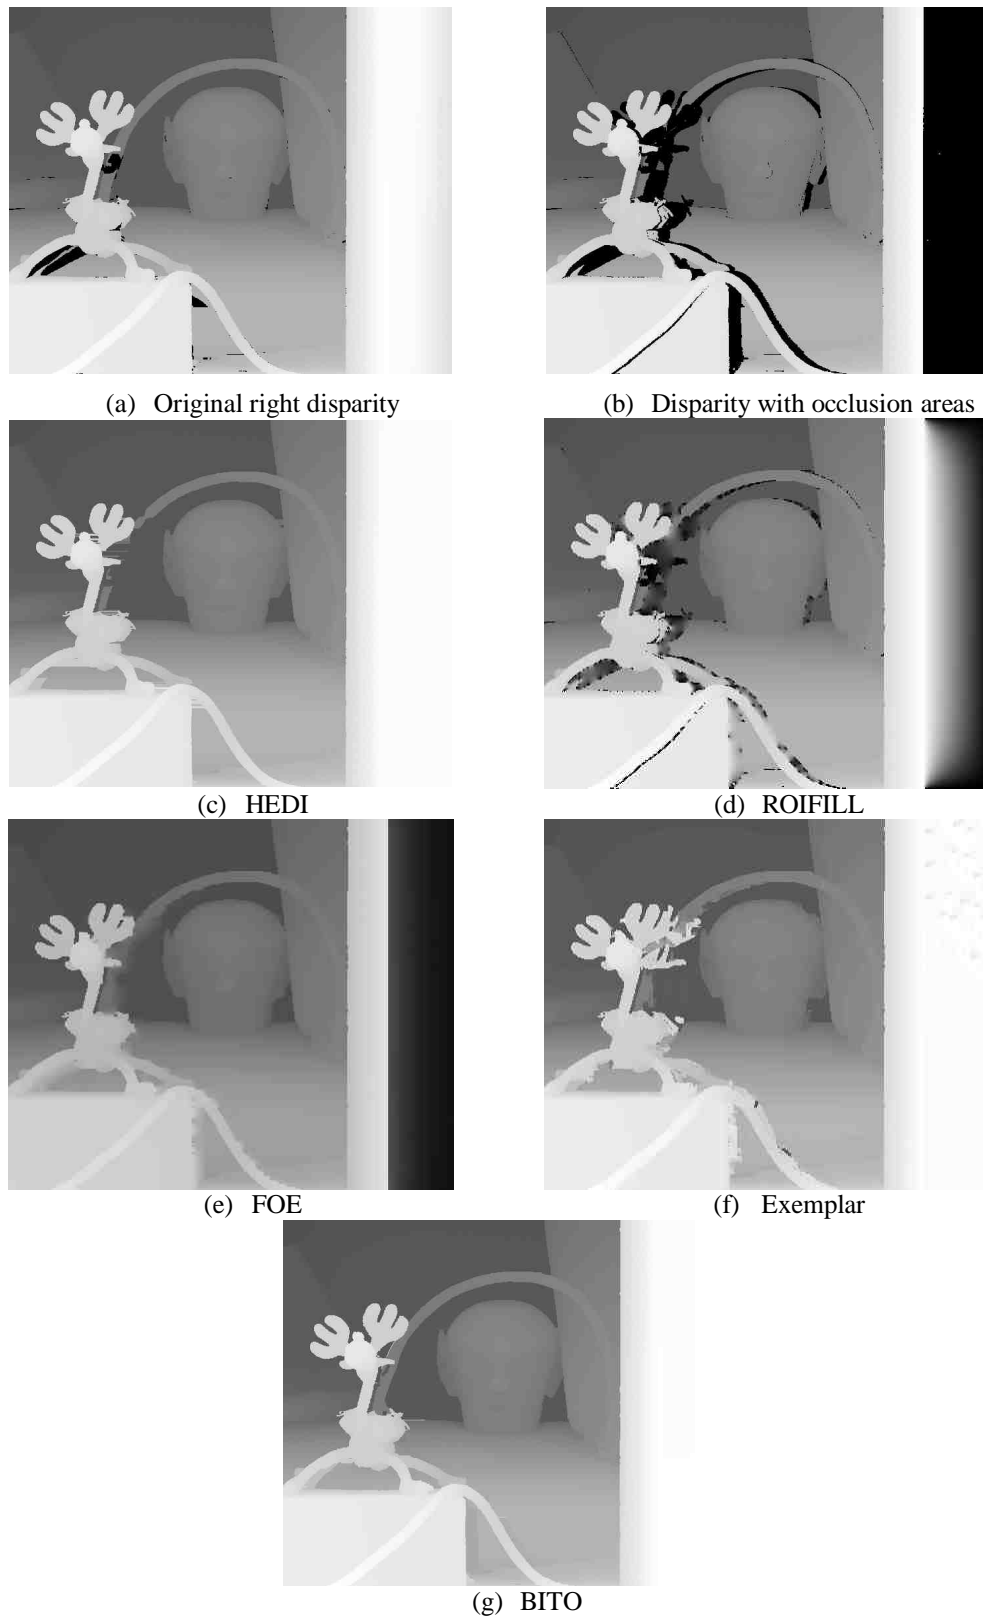 (a) Original right disparity
(b) Disparity with occlusion areas
(c) HEDI
(d) ROIFILL
(e) FOE
(f) Exemplar
(g) BITO